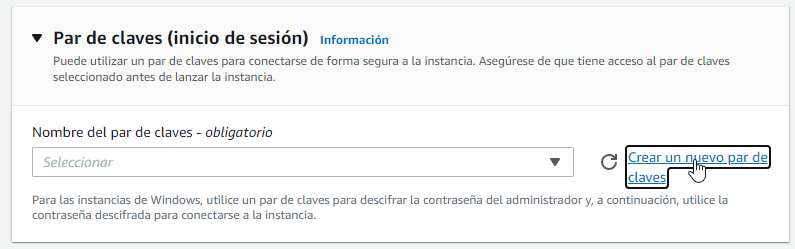 Par de claves (inicio de sesión) Información
Puede utilizar un par de claves para conectarse de forma segura a la instancia. Asegúrese de que tiene acceso al par de claves
seleccionado antes de lanzar la instancia.
Nombre del par de claves - obligatorio
Seleccionar
Crear un nuevo par de
claves
Para las instancias de Windows, utilice un par de claves para descifrar la contraseña del administrador y, a continuación, utilice la
contraseña descifrada para conectarse a la instancia.